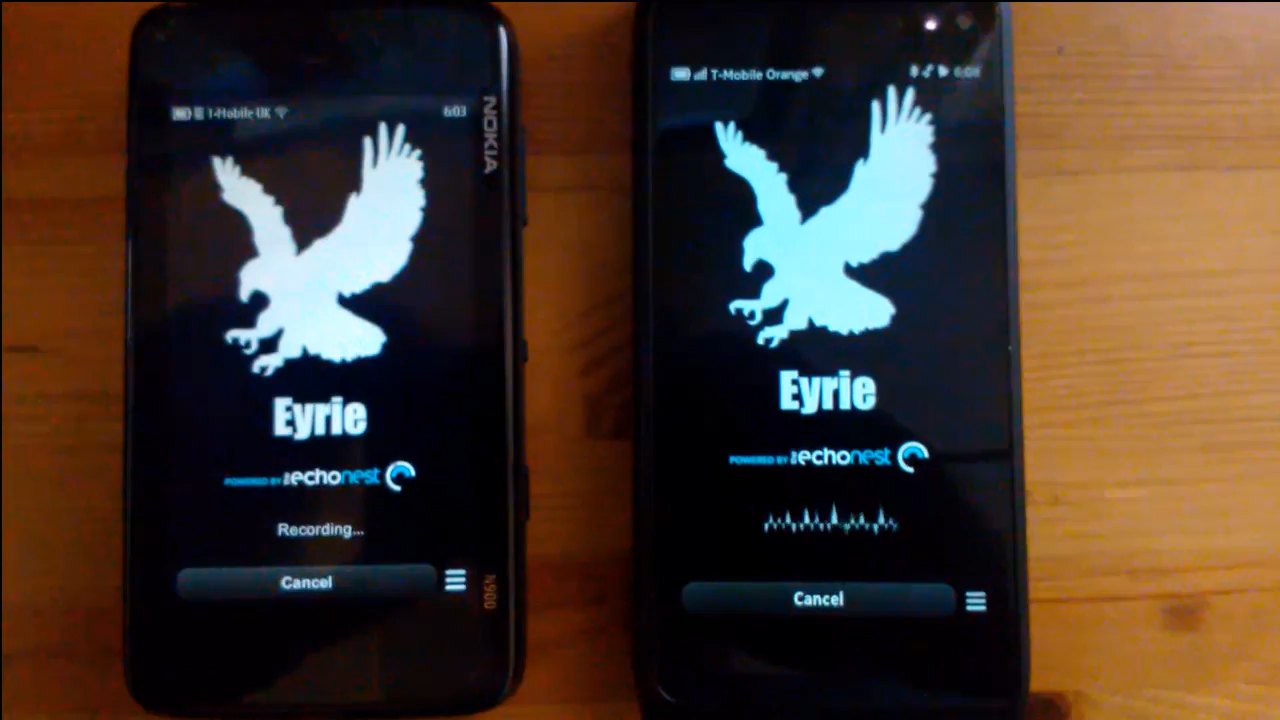 T-Mobile UK 6:03
NOKIA
Eyrie
POWERED BY the echonest
Recording...
Cancel
N900
T-Mobile Orange
Eyrie
POWERED BY the echonest
Cancel